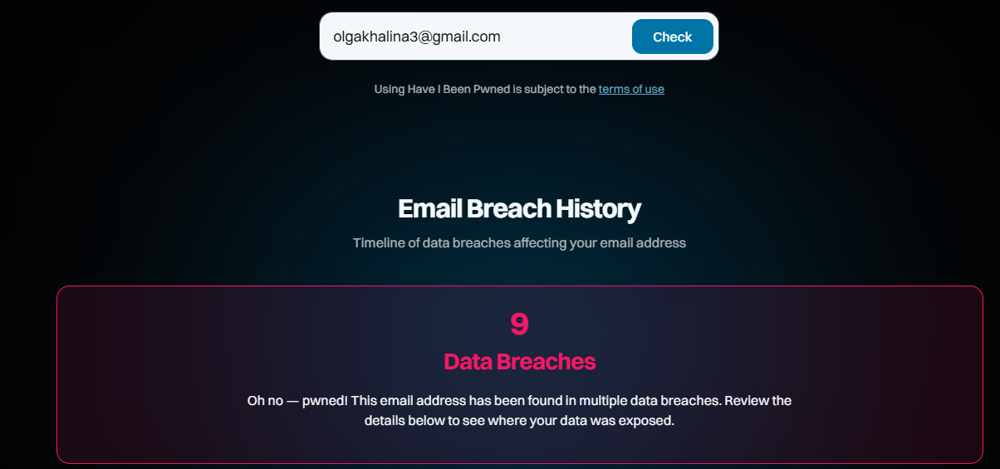 olgakhalina3@gmail.com
Check
Using Have I Been Pwned is subject to the terms of use
Email Breach History
Timeline of data breaches affecting your email address
9
Data Breaches
Oh no — pwned! This email address has been found in multiple data breaches. Review the
details below to see where your data was exposed.